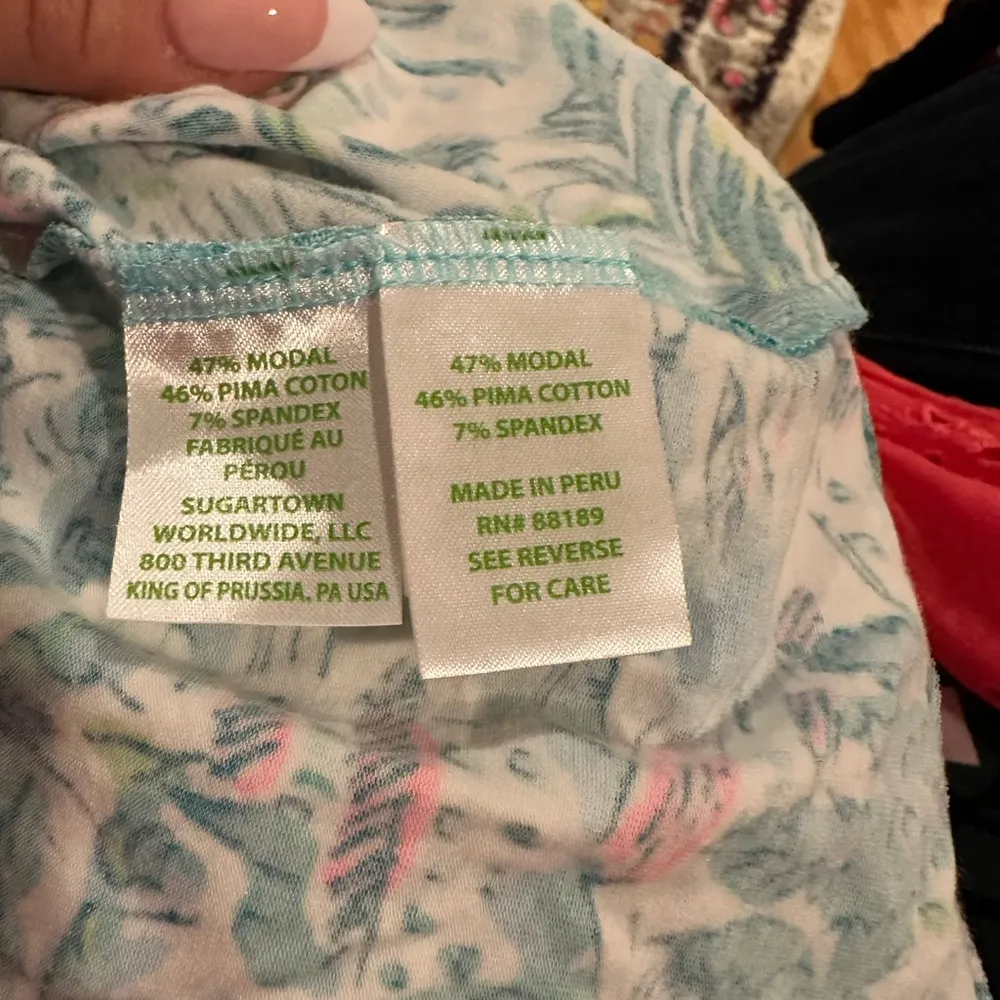 47% MODAL
46% PIMA COTON
7% SPANDEX
FABRIQUÉ AU
PÉROU
SUGARTOWN
WORLDWIDE, LLC
800 THIRD AVENUE
KING OF PRUSSIA. PA USA
47% MODAL
46% PIMA COTTON
7% SPANDEX
MADE IN PERU
RN# 88189
SEE REVERSE
FOR CARE